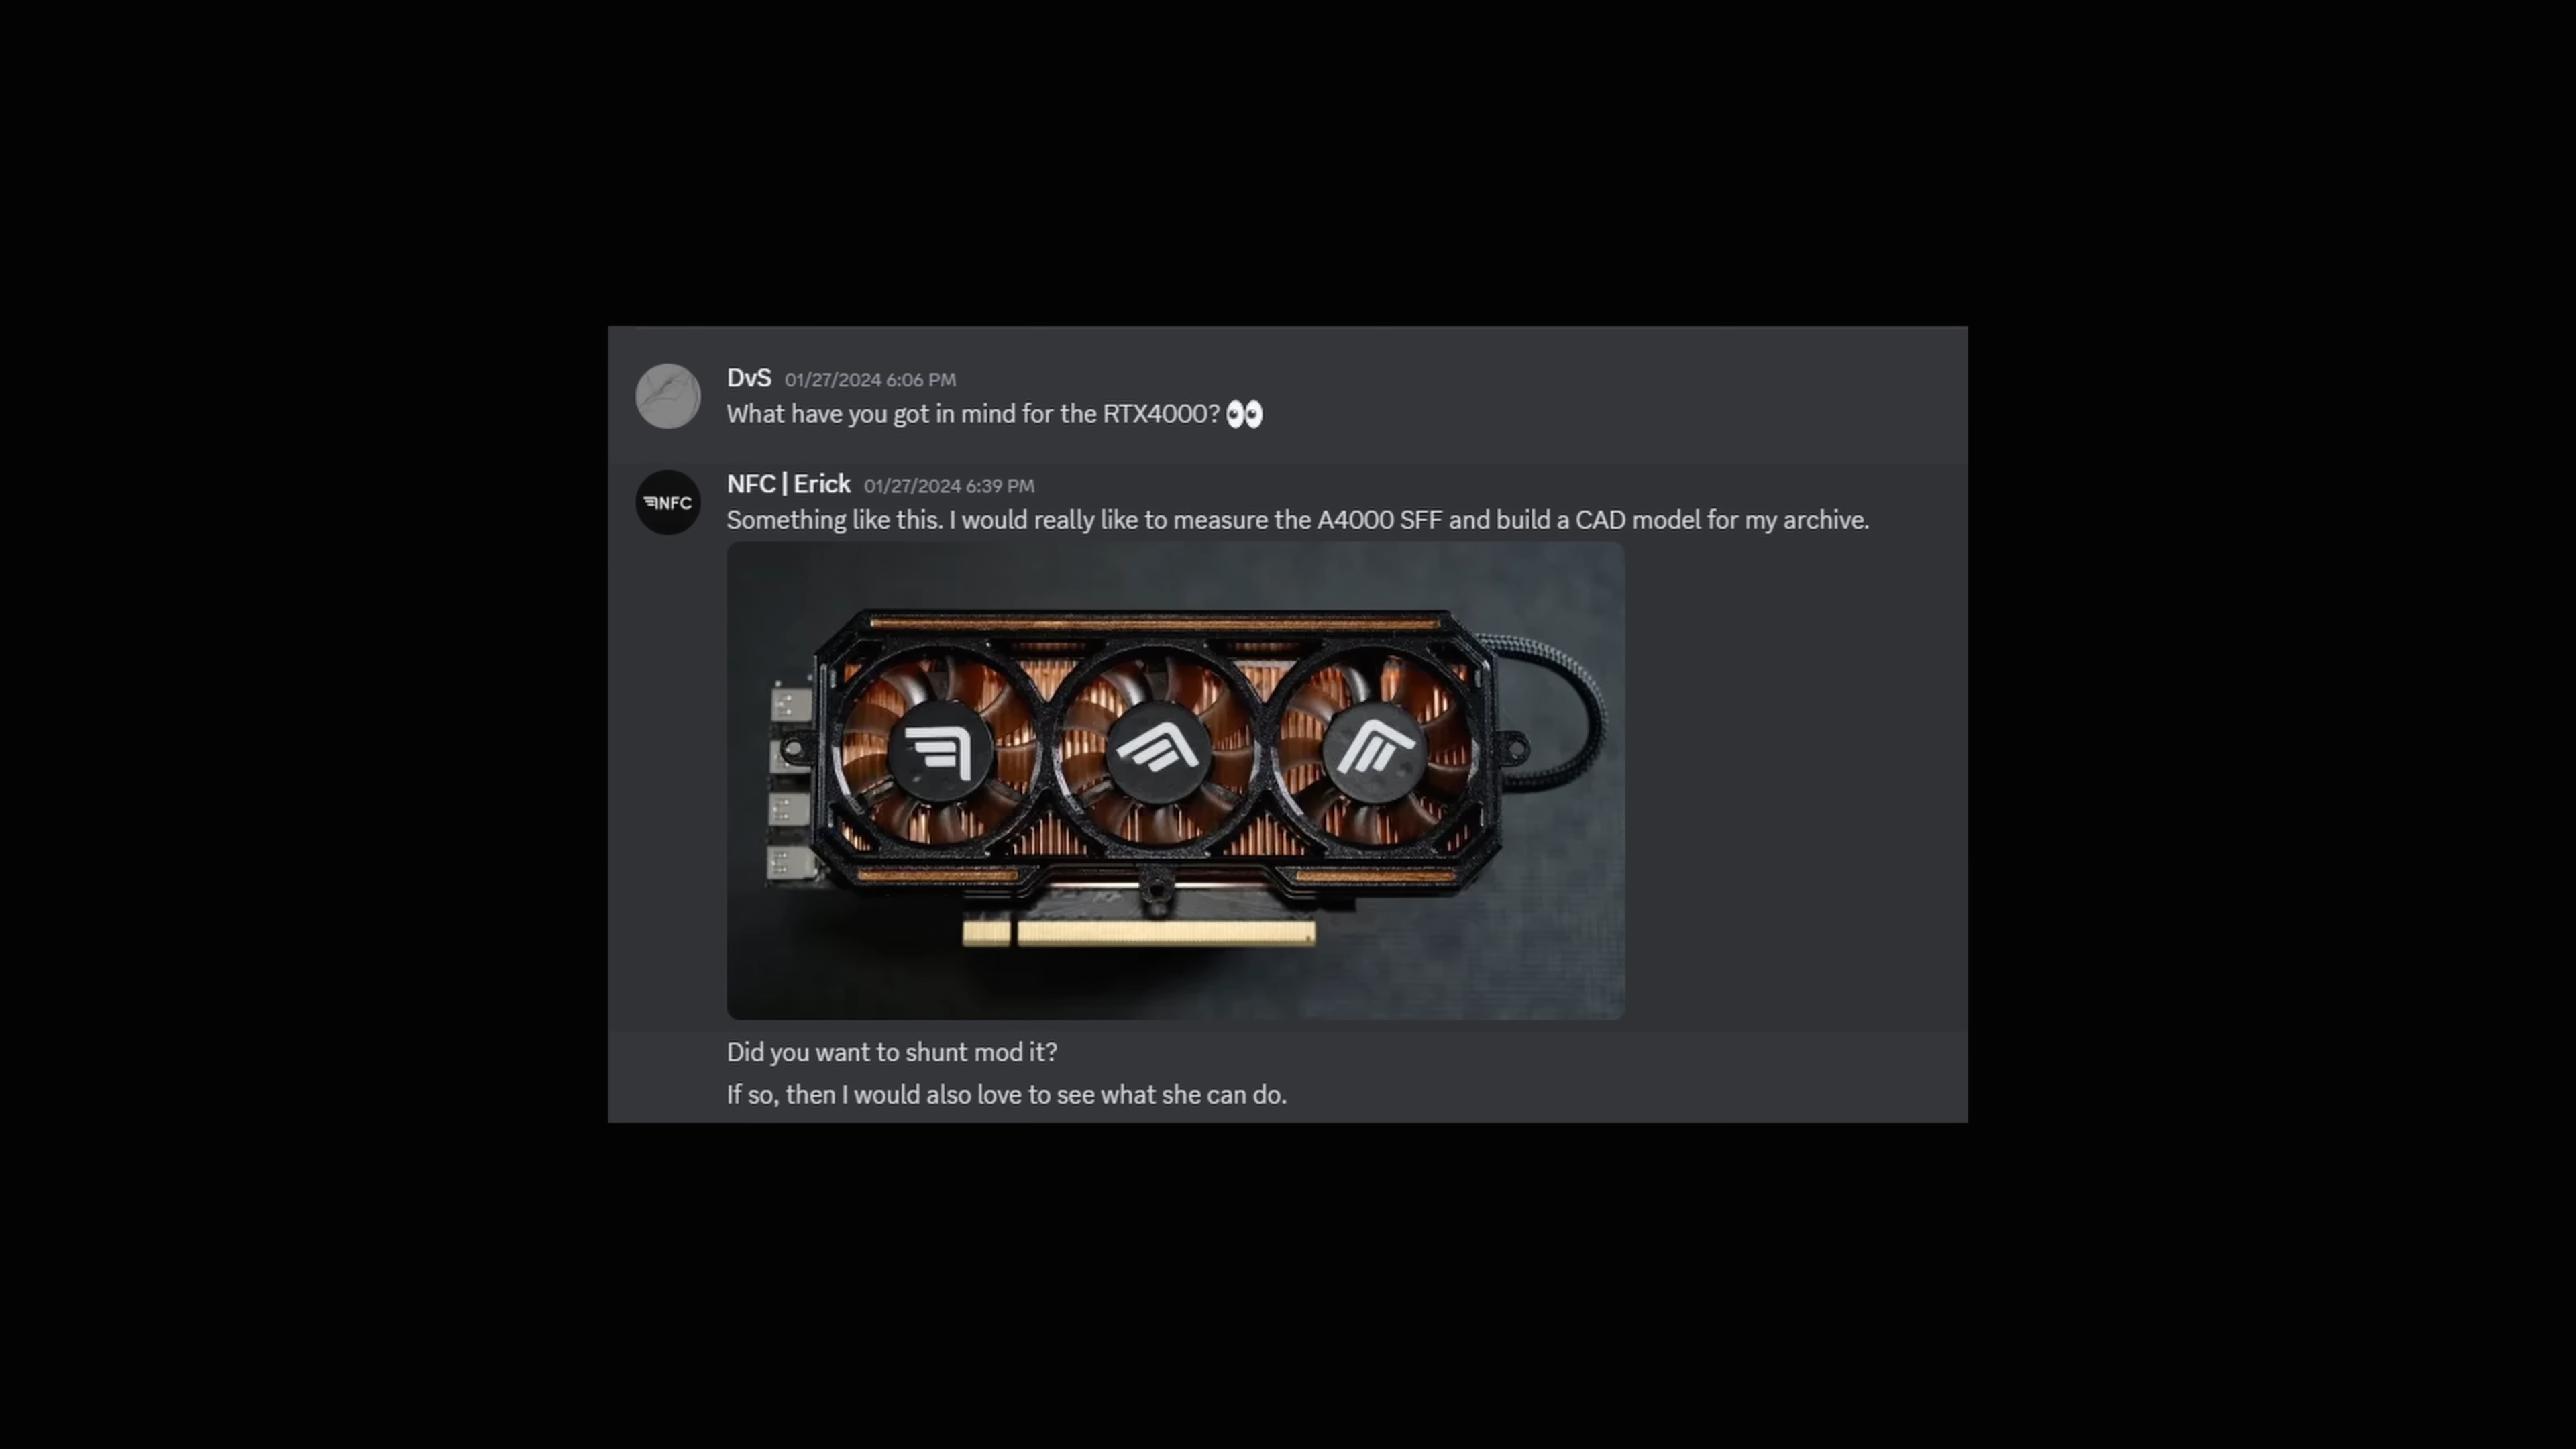 DvS 01/27/2024 6:06 PM
What have you got in mind for the RTX4000? 👀
NFC | Erick 01/27/2024 6:39 PM
NFC
Something like this. I would really like to measure the A4000 SFF and build a CAD model for my archive.
Did you want to shunt mod it?
If so, then I would also love to see what she can do.